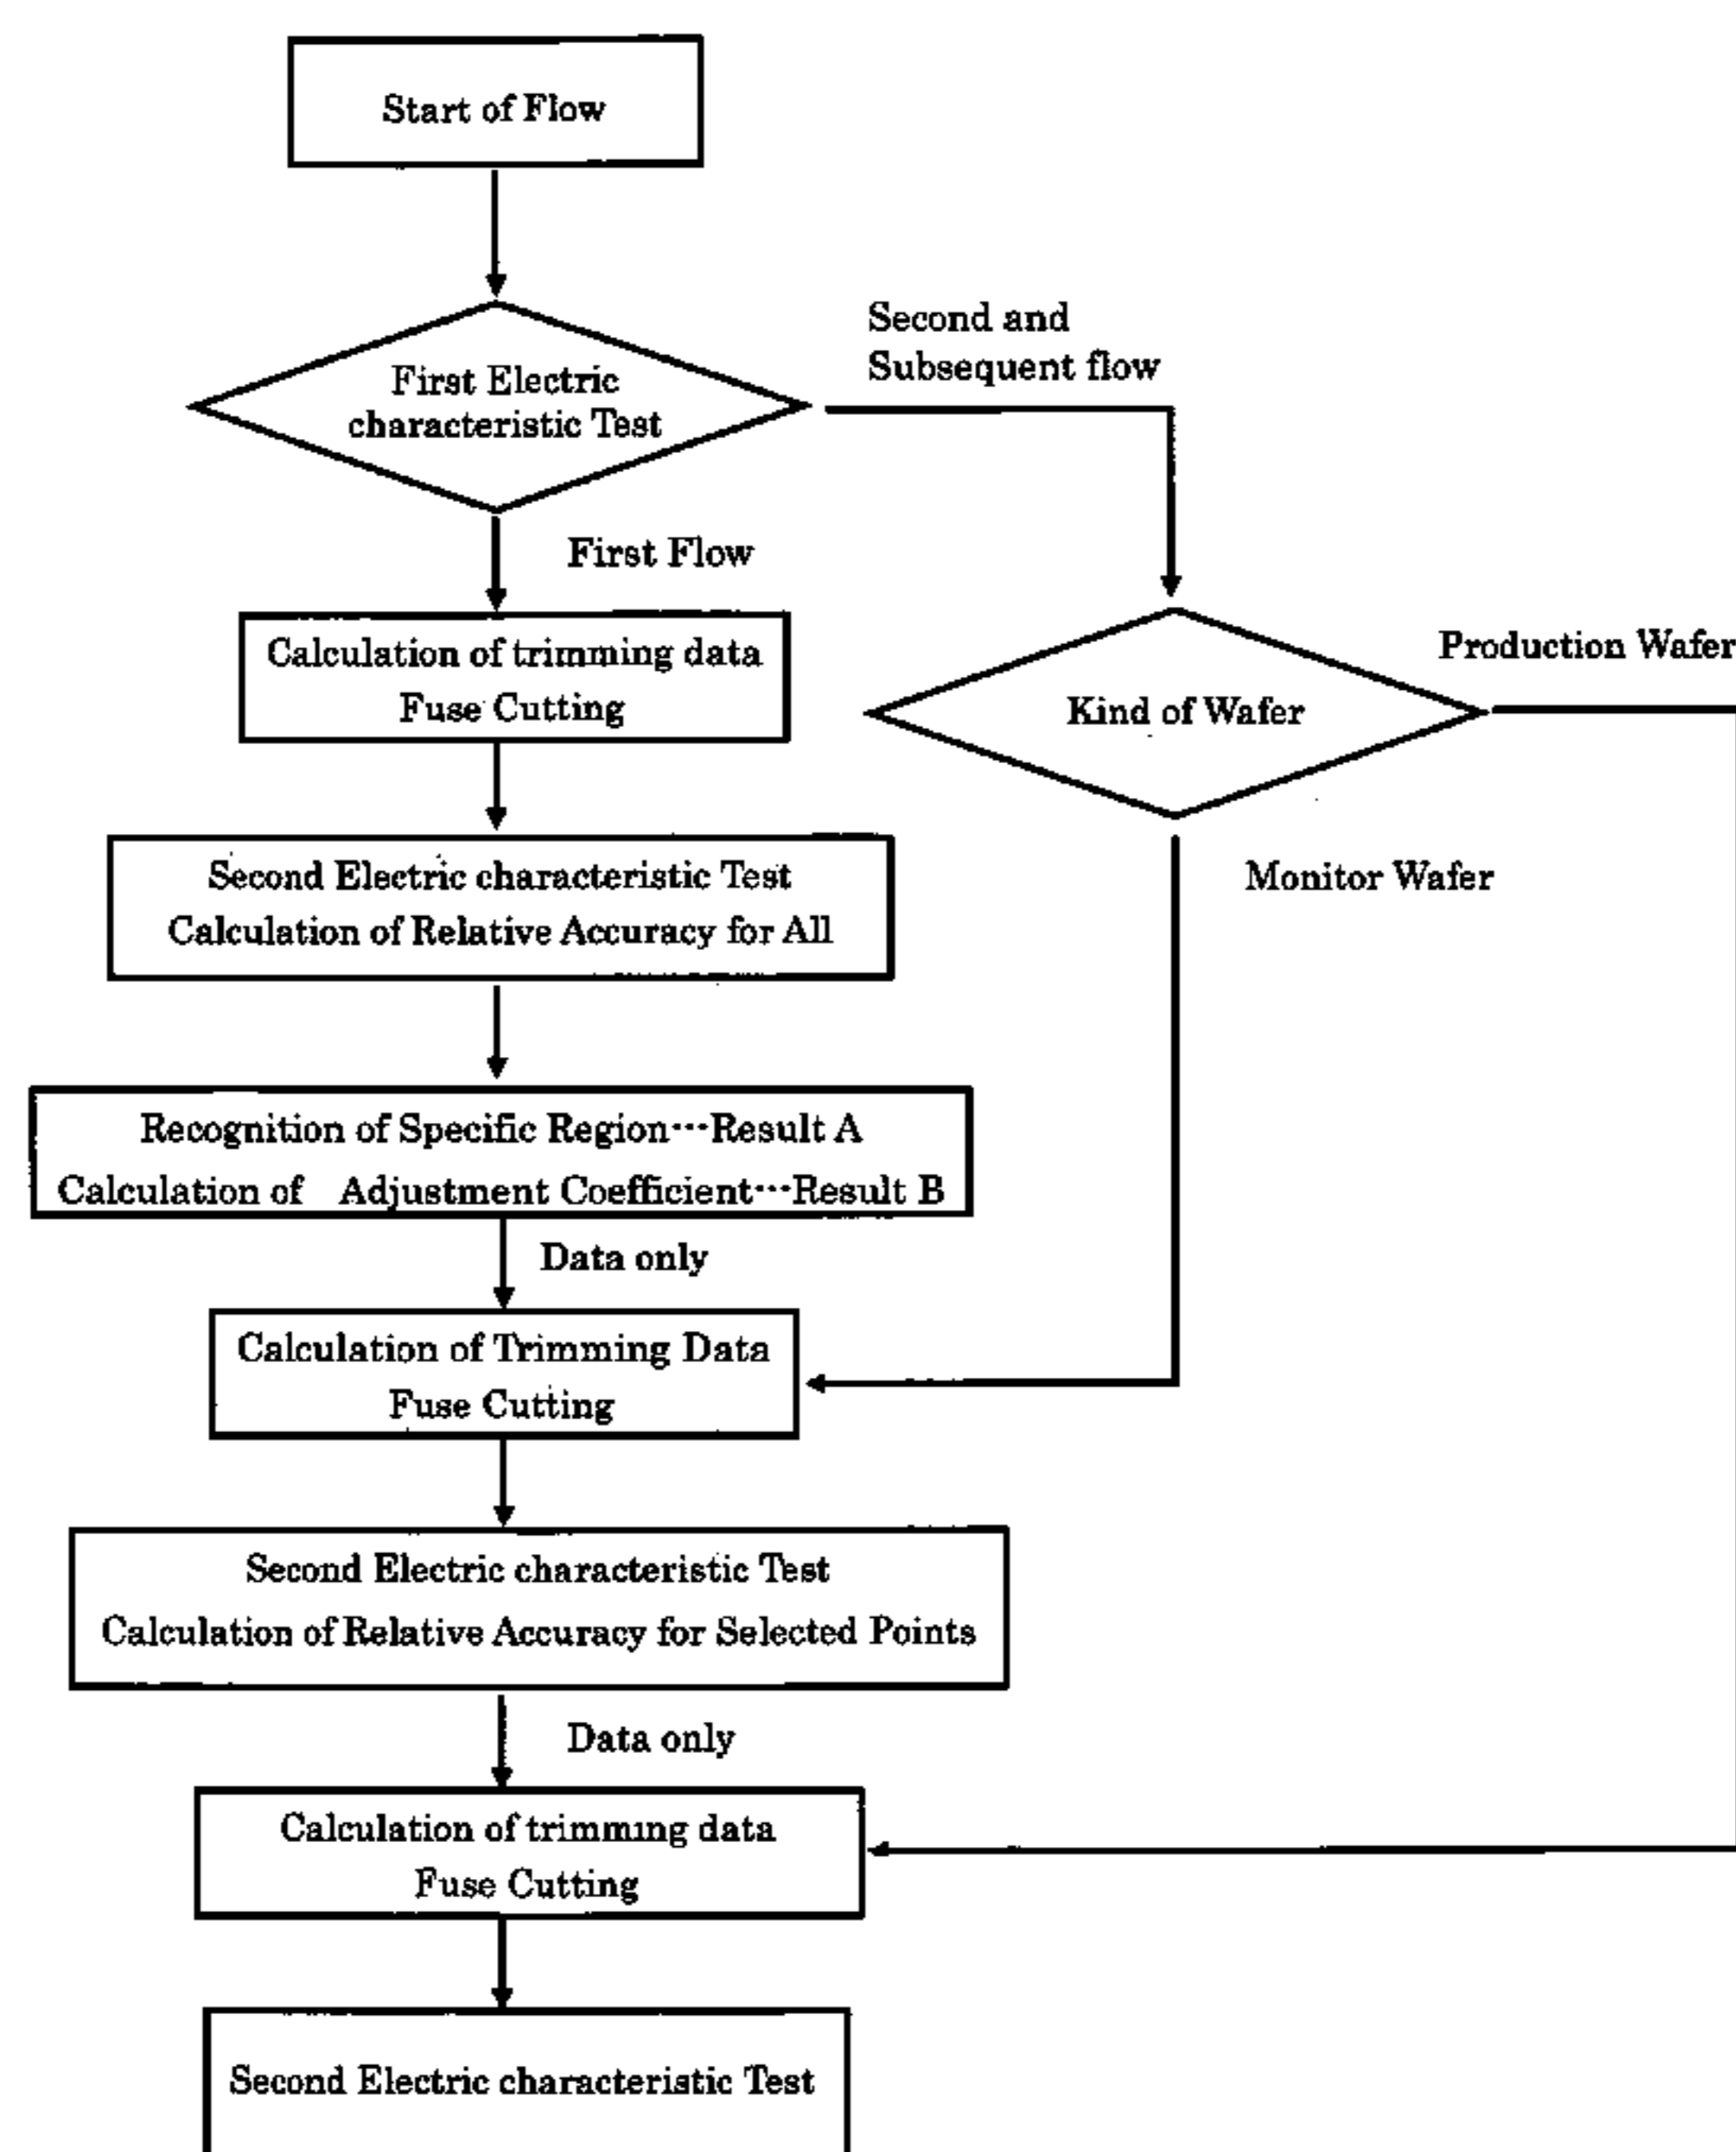 Start of Flow
First Electric
characteristic Test
Second and
Subsequent flow
First Flow
Calculation of trimming data
Fuse Cutting
Kind of Wafer
Production Wafer
Monitor Wafer
Second Electric characteristic Test
Calculation of Relative Accuracy for All
Recognition of Specific Region···Result A
Calculation of Adjustment Coefficient···Result B
Data only
Calculation of Trimming Data
Fuse Cutting
Second Electric characteristic Test
Calculation of Relative Accuracy for Selected Points
Data only
Calculation of trimming data
Fuse Cutting
Second Electric characteristic Test